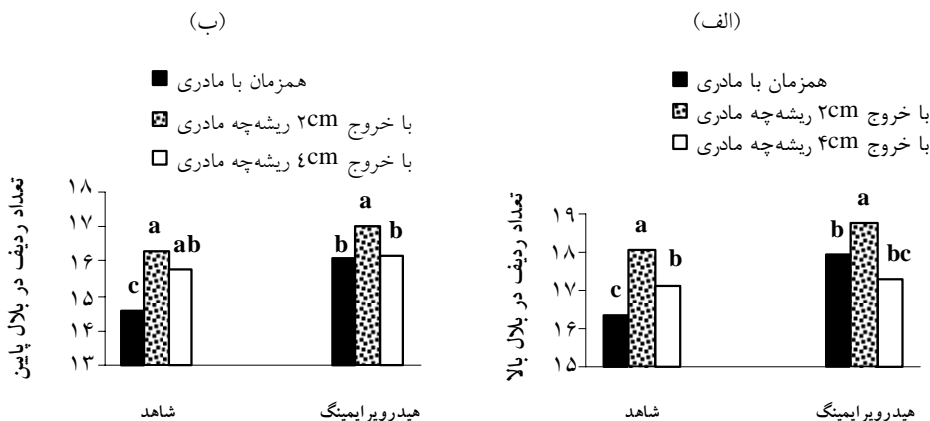 (الف)
همزمان با مادری
با خروج ۲cm ریشه‌چه مادری
با خروج ۴cm ریشه‌چه مادری
تعداد ردیف در بلال بالا
۱۹
۱۸
۱۷
۱۶
۱۵
c a b
b a bc
شاهد
هیدروپرایمینگ
(ب)
همزمان با مادری
با خروج ۲cm ریشه‌چه مادری
با خروج ٤cm ریشه‌چه مادری
تعداد ردیف در بلال پایین
۱۸
۱۷
۱۶
۱۵
۱۴
۱۳
c a ab
b a b
شاهد
هیدروپرایمینگ